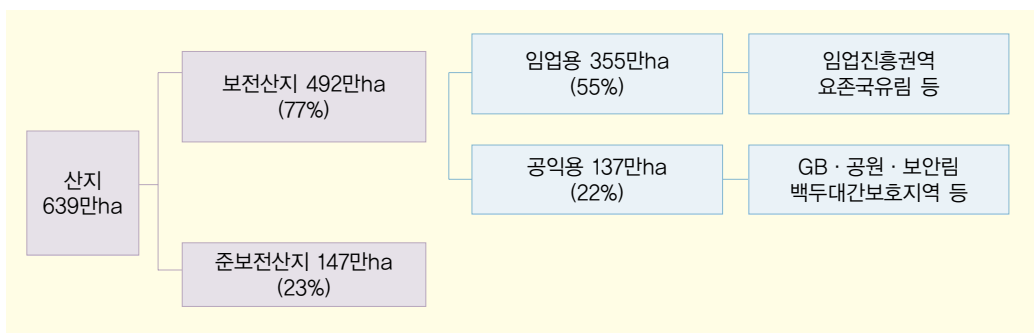 산지
639만ha
보전산지 492만ha
(77%)
준보전산지 147만ha
(23%)
임업용 355만ha
(55%)
임업진흥권역
요존국유림 등
공익용 137만ha
(22%)
GB · 공원 · 보안림
백두대간보호지역 등